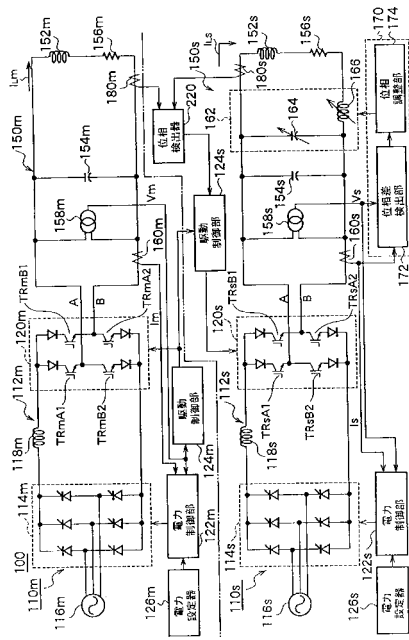 110m
100
114m
116m
118m
112m
120m
TRmA1
TRmB1
TRmB2
TRmA2
Im
A
B
150m
158m
Vm
160m
154m
ILm
152m
156m
180m
126m
電力
設定器
122m
電力
制御部
124m
駆動
制御部
220
位相
検出器
124s
駆動
制御部
110s
114s
116s
118s
112s
120s
TRsA1
TRsB1
TRsB2
TRsA2
Is
A
B
150s
158s
Vs
160s
154s
162
164
166
ILs
152s
156s
180s
126s
電力
設定器
122s
電力
制御部
172
位相差
検出部
170
174
位相
調整部